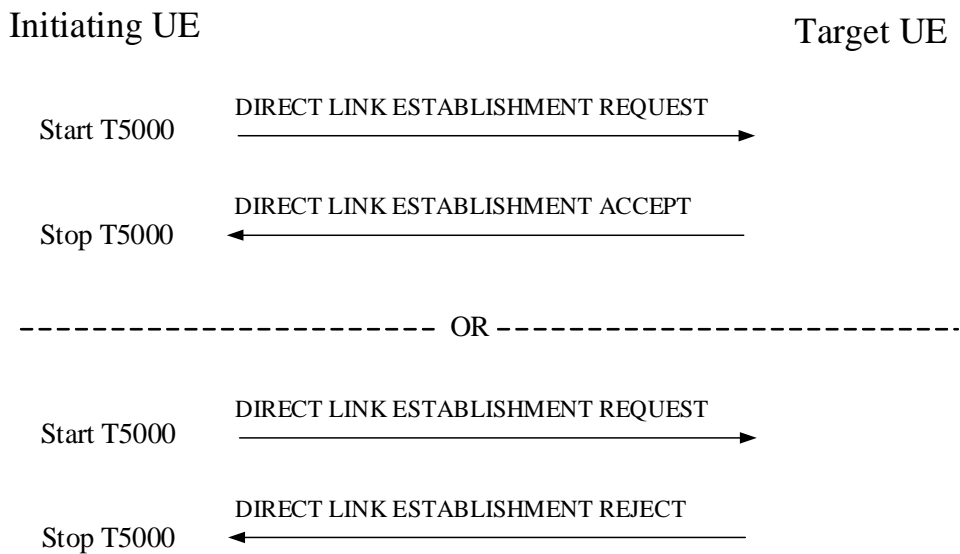 Initiating UE
Target UE
DIRECT LINK ESTABLISHMENT REQUEST
Start T5000
DIRECT LINK ESTABLISHMENT ACCEPT
Stop T5000
OR
DIRECT LINK ESTABLISHMENT REQUEST
Start T5000
DIRECT LINK ESTABLISHMENT REJECT
Stop T5000